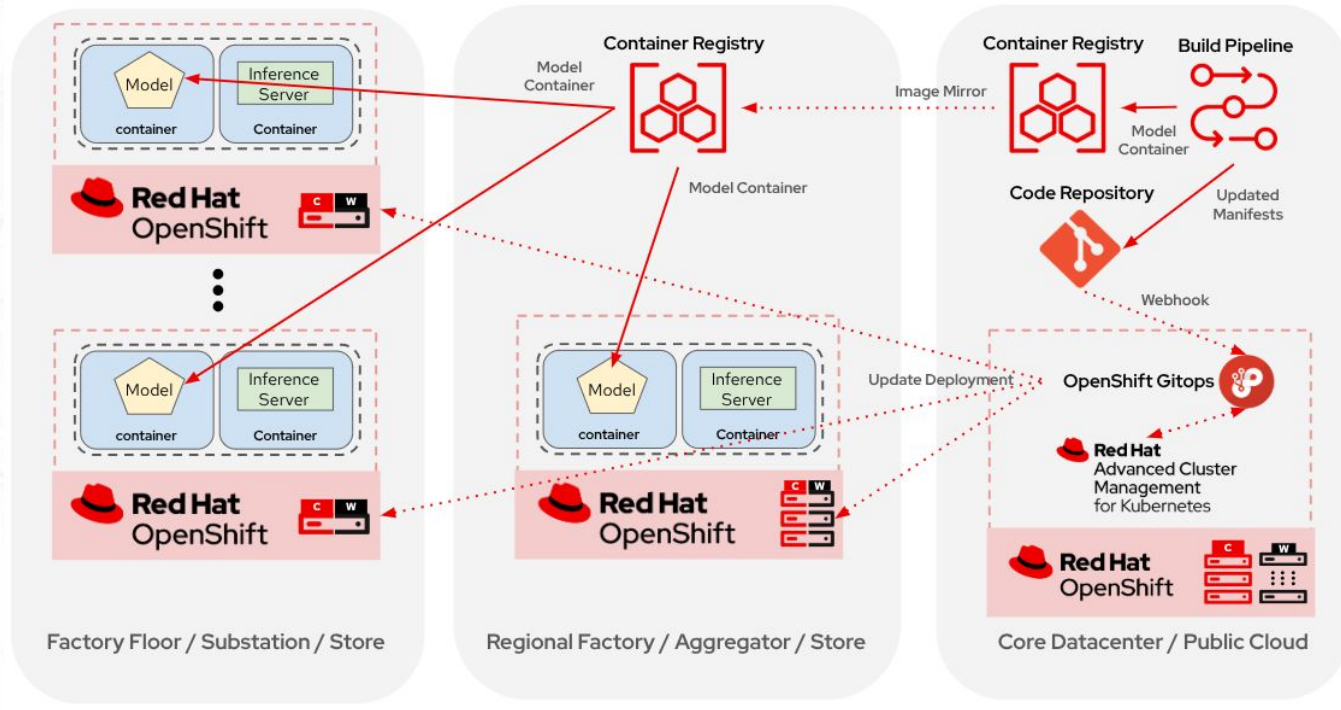 Model
container
Inference
Server
Container
Red Hat
OpenShift
C
W
Model
container
Inference
Server
Container
Red Hat
OpenShift
C
W
Factory Floor / Substation / Store
Container Registry
Model
Container
Model Container
Model
container
Inference
Server
Container
Red Hat
OpenShift
C
W
Regional Factory / Aggregator / Store
Image Mirror
Update Deployment
Container Registry
Build Pipeline
Model
Container
Code Repository
Updated
Manifests
Webhook
OpenShift Gitops
Red Hat
Advanced Cluster
Management
for Kubernetes
Red Hat
OpenShift
C
W
Core Datacenter / Public Cloud